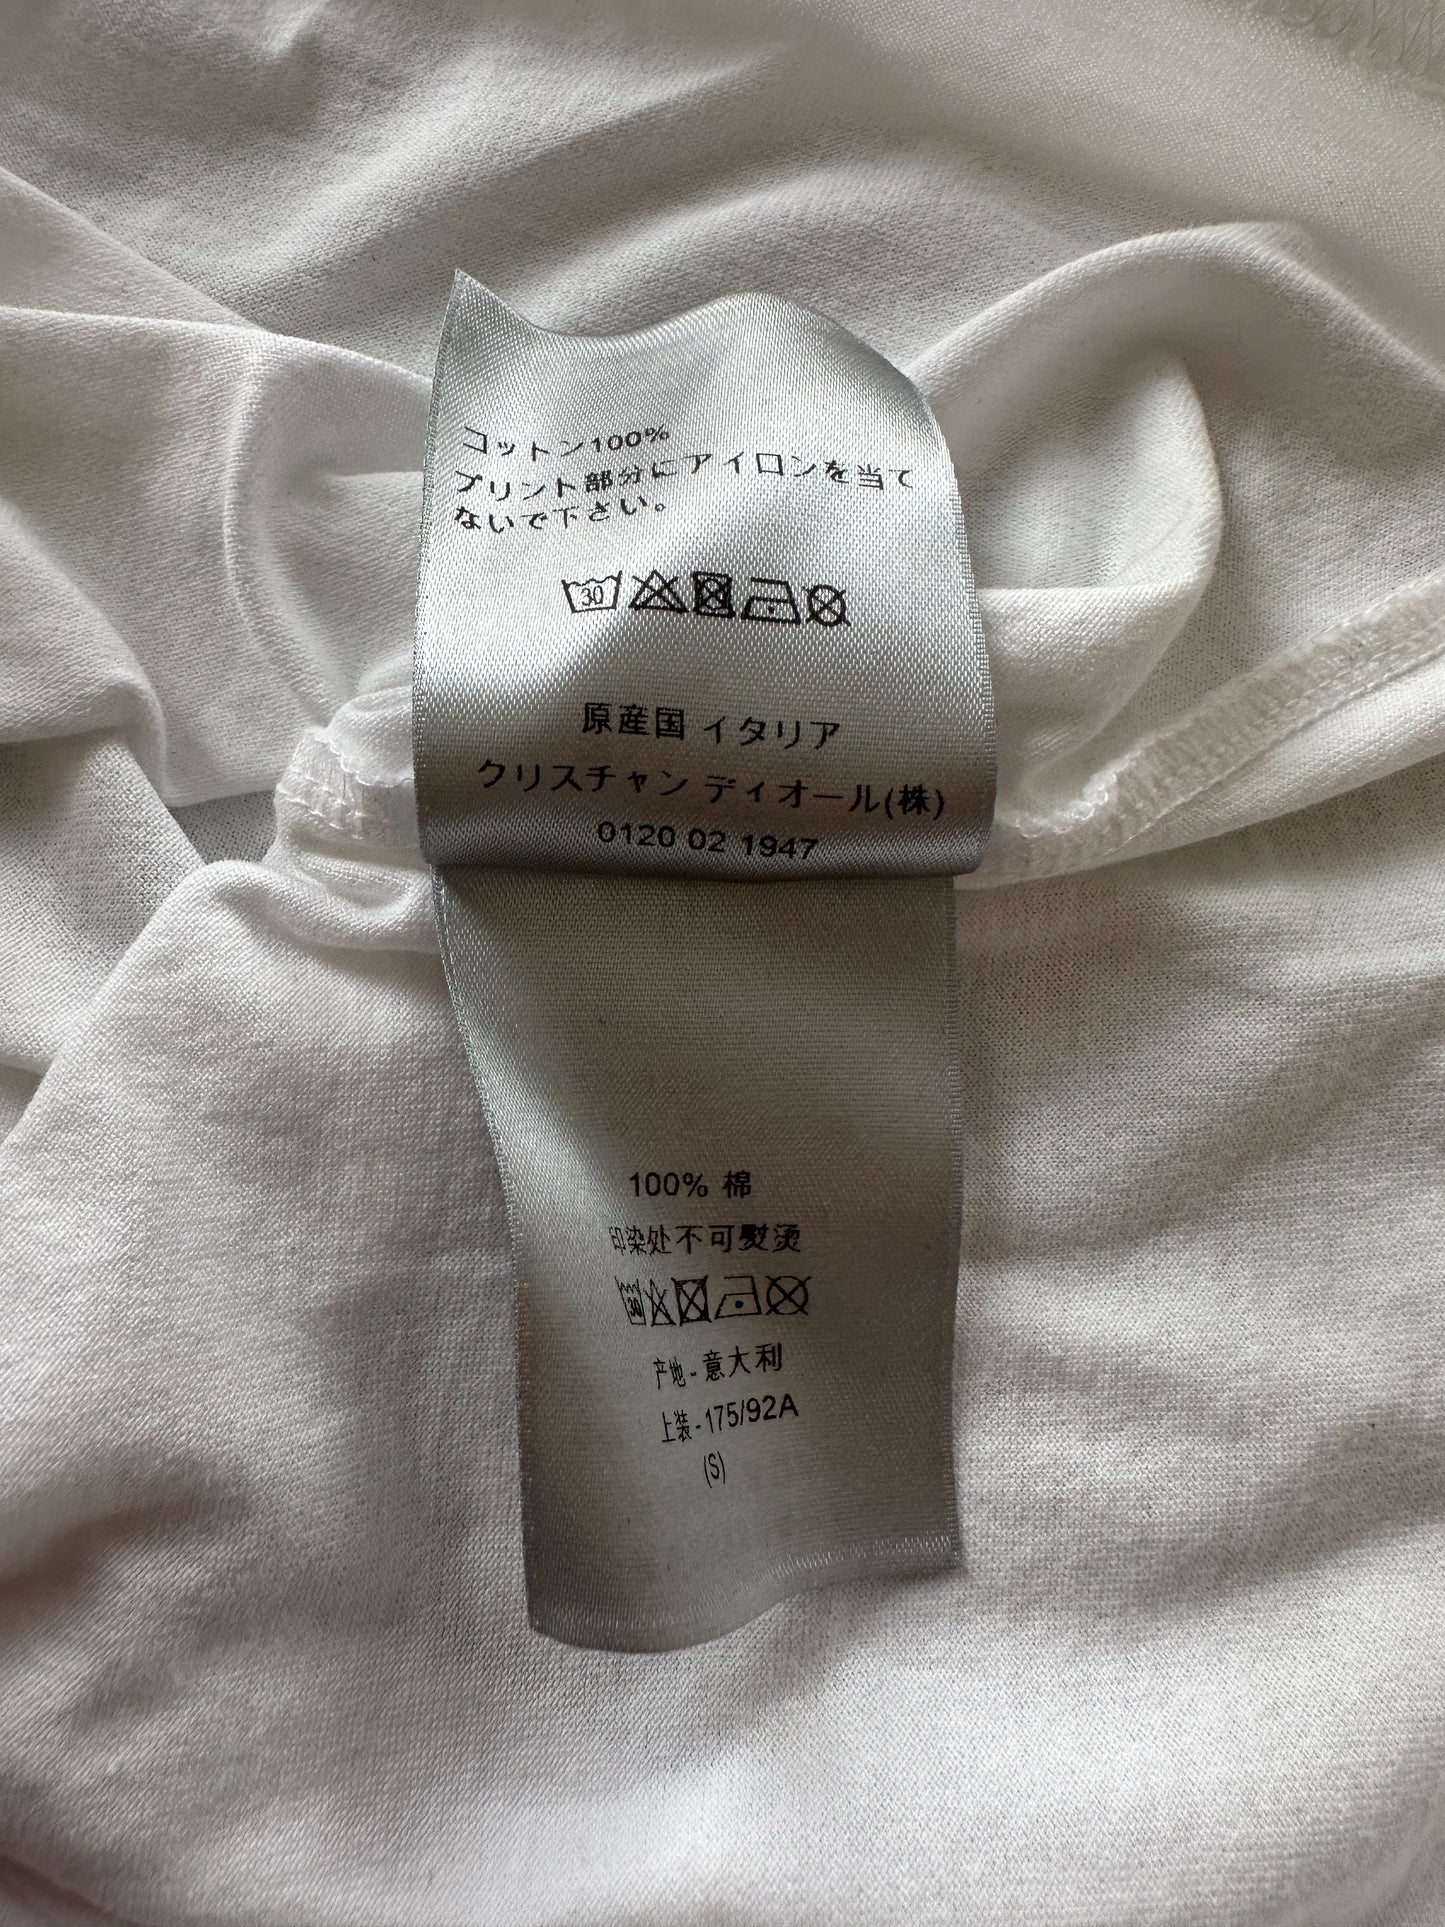 コットン100%
プリント部分にアイロンを当て
ないで下さい。
30
原産国 イタリア
クリスチャン ディオール(株)
0120 02 1947
100% 棉
印染处不可熨烫
30
产地-意大利
上装-175/92A
(S)